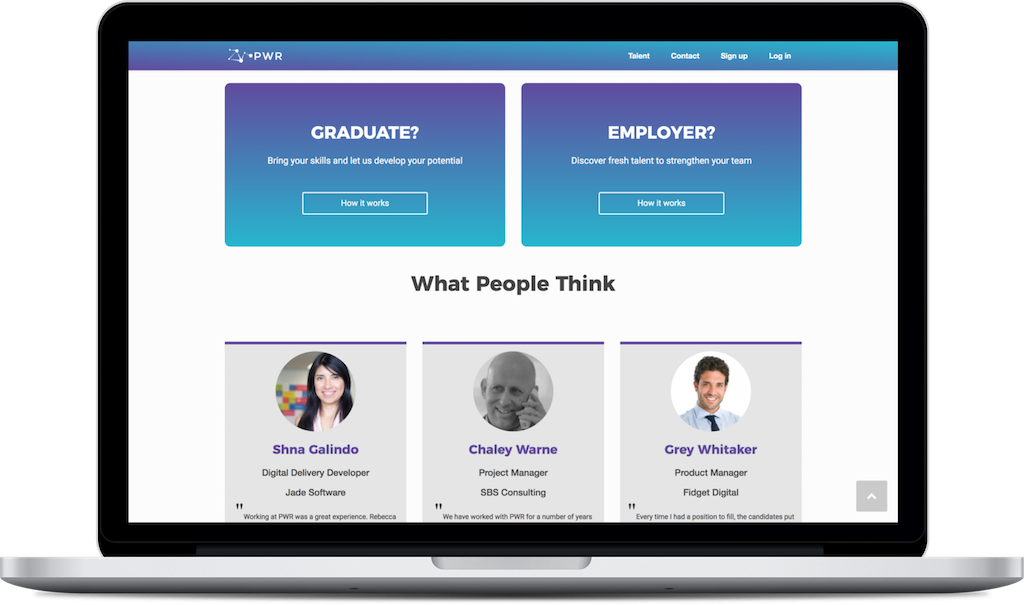 PWR
Talent Contact Sign up Log in
GRADUATE?
Bring your skills and let us develop your potential
How it works
EMPLOYER?
Discover fresh talent to strengthen your team
How it works
What People Think
Shna Galindo
Digital Delivery Developer
Jade Software
" Working at PWR was a great experience. Rebecca
Chaley Warne
Project Manager
SBS Consulting
" We have worked with PWR for a number of years
Grey Whitaker
Product Manager
Fidget Digital
" Every time I had a position to fill, the candidates put